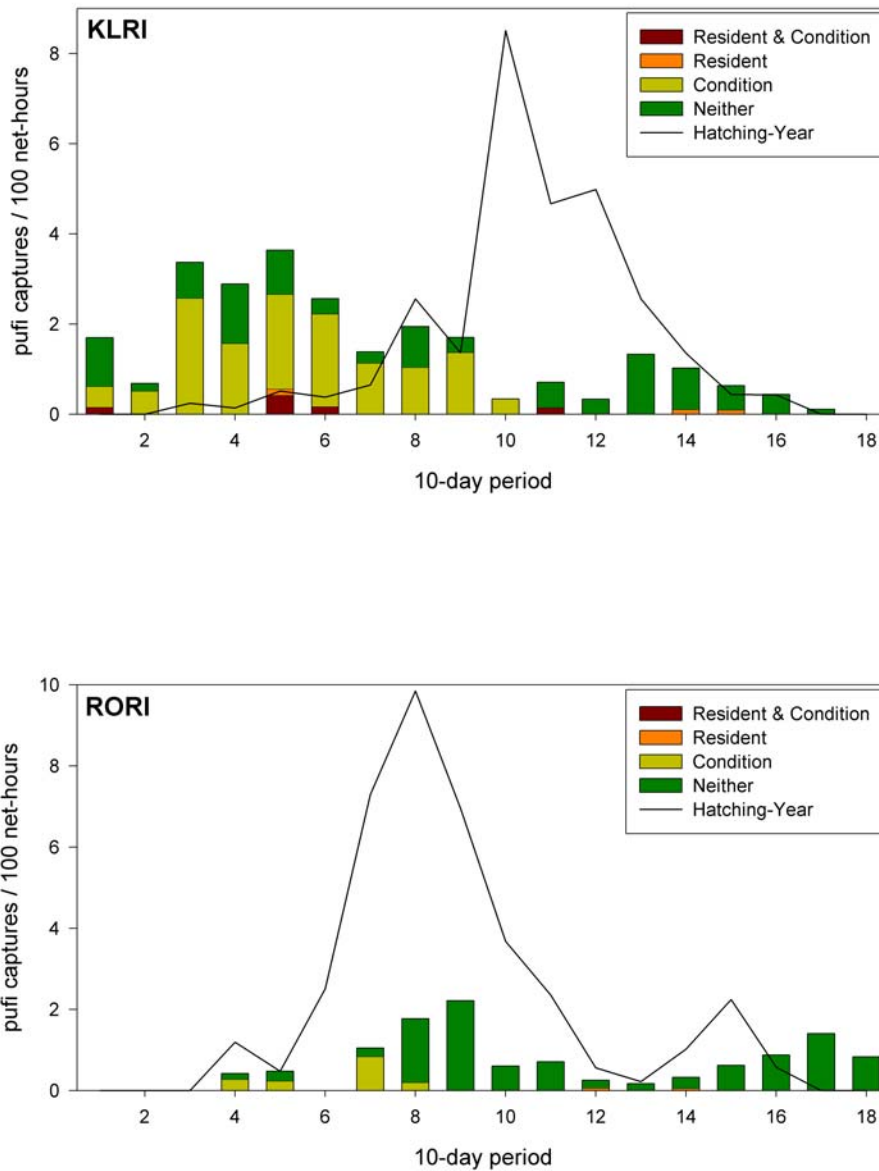 KLRI
Resident & Condition
Resident
Condition
Neither
Hatching-Year
pufi captures / 100 net-hours
8
6
4
2
0
2 4 6 8 10 12 14 16 18
10-day period
RORI
Resident & Condition
Resident
Condition
Neither
Hatching-Year
pufi captures / 100 net-hours
10
8
6
4
2
0
2 4 6 8 10 12 14 16 18
10-day period